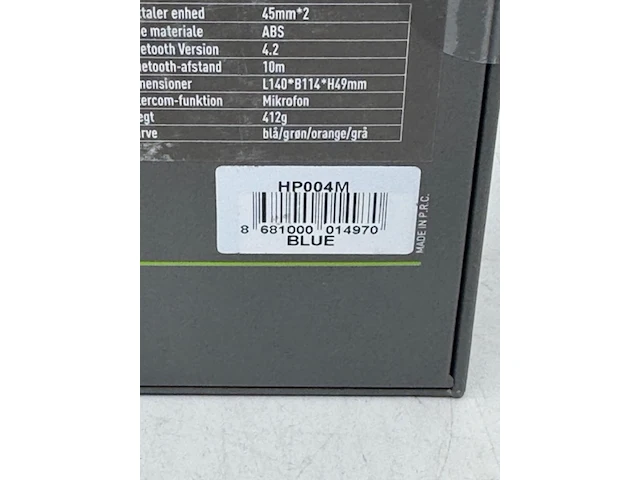 taler enhed 45mm*2
e materiale ABS
etooth Version 4.2
etooth-afstand 10m
mensioner L140*B114*H49mm
tercom-funktion Mikrofon
egt 412g
rve blå/grøn/orange/grå
HP004M
8 681000 014970
BLUE
MADE IN P.R.C.